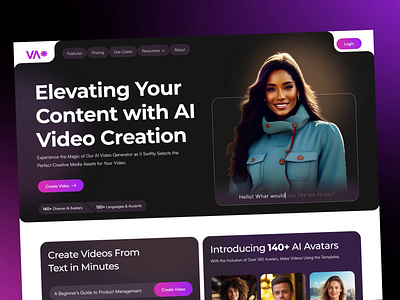 VA
Features
Pricing
Use Cases
Resources
About
Login
Elevating Your
Content with AI
Video Creation
Experience the Magic of Our AI Video Generator as It Swiftly Selects the
Perfect Creative Media Assets for Your Video.
Create Video
140+ Diverse AI Avatars
120+ Languages & Accents
Hello! What would you like me to say?
Create Videos From
Text in Minutes
A Beginner's Guide to Product Management
Create Video
Introducing 140+ AI Avatars
With the Inclusion of Over 140 Avatars, Make Videos Using the Templates.